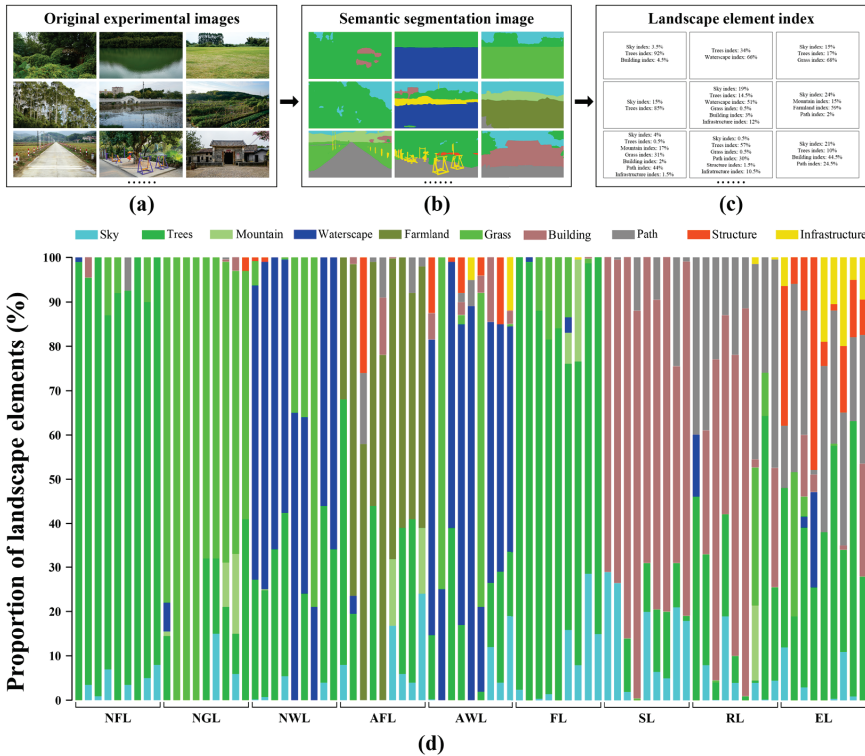 Original experimental images
Semantic segmentation image
Landscape element index
Sky index: 3.5%
Trees index: 92%
Building index: 4.5%
Trees index: 34%
Waterscape index: 66%
Sky index: 15%
Trees index: 17%
Grass index: 68%
Sky index: 15%
Trees index: 85%
Sky index: 19%
Trees index: 14.5%
Waterscape index: 51%
Grass index: 0.5%
Building index: 3%
Infrastructure index: 12%
Sky index: 24%
Mountain index: 15%
Farmland index: 59%
Path index: 2%
Sky index: 4%
Trees index: 0.5%
Mountain index: 17%
Grass index: 31%
Building index: 2%
Path index: 44%
Infrastructure index: 1.5%
Sky index: 0.5%
Trees index: 57%
Grass index: 0.5%
Path index: 30%
Structure index: 1.5%
Infrastructure index: 10.5%
Sky index: 21%
Trees index: 10%
Building index: 44.5%
Path index: 24.5%
......
......
......
(a)
(b)
(c)
Sky
Trees
Mountain
Waterscape
Farmland
Grass
Building
Path
Structure
Infrastructure
Proportion of landscape elements (%)
100
90
80
70
60
50
40
30
20
10
0
NFL
NGL
NWL
AFL
AWL
FL
SL
RL
EL
(d)